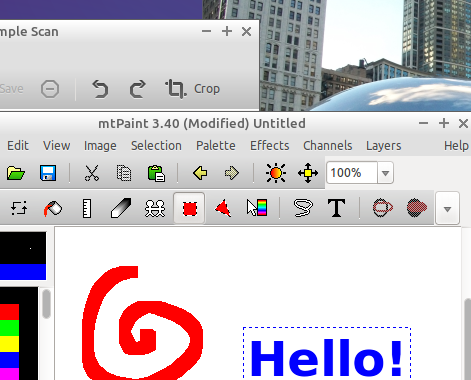 mple Scan
Save
Crop
mtPaint 3.40 (Modified) Untitled
Edit View Image Selection Palette Effects Channels Layers Help
100%
T
Hello!